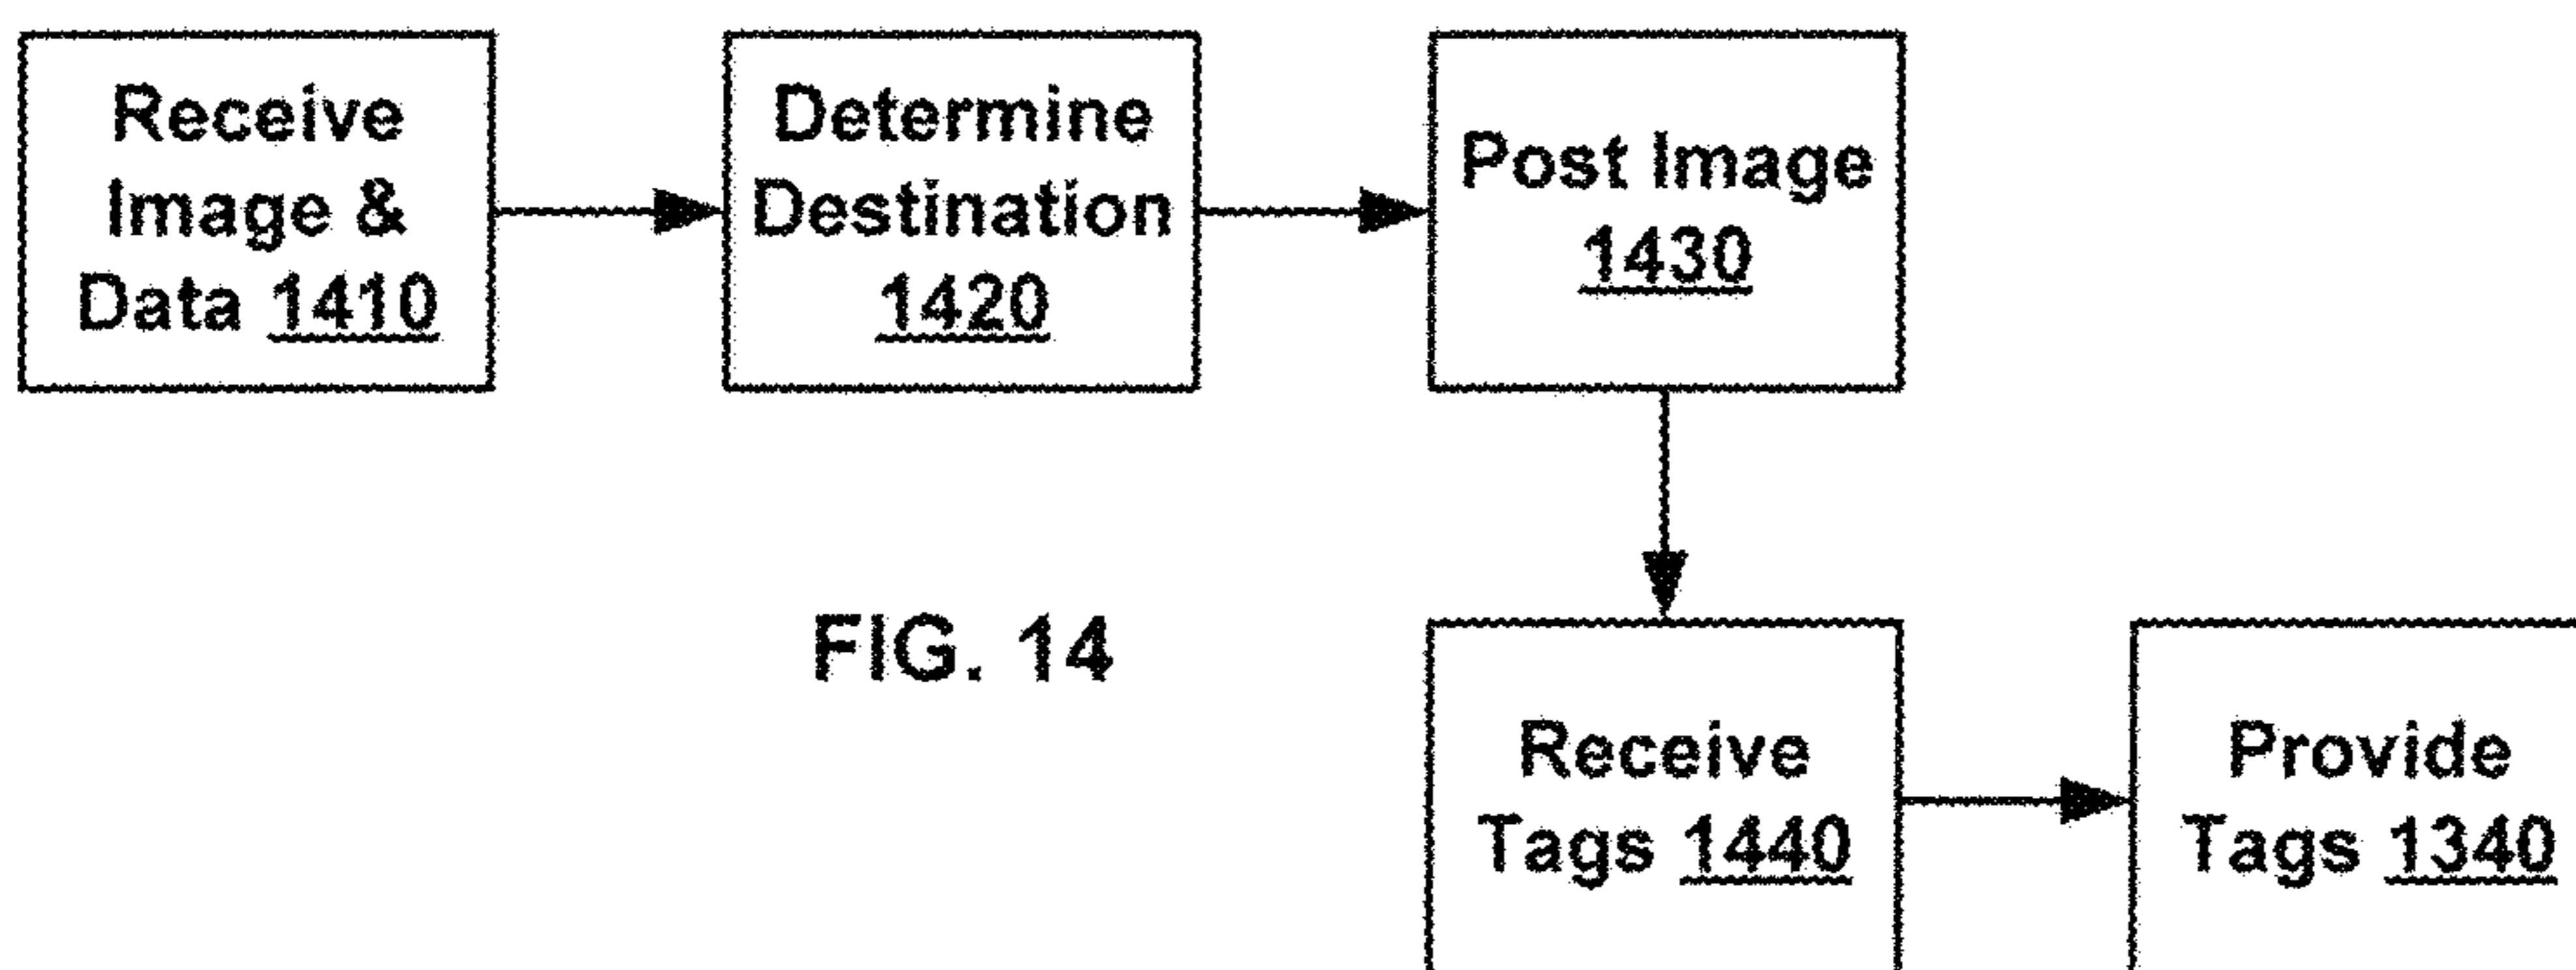 Receive
Image &
Data 1410
Determine
Destination
1420
Post Image
1430
FIG. 14
Receive
Tags 1440
Provide
Tags 1340